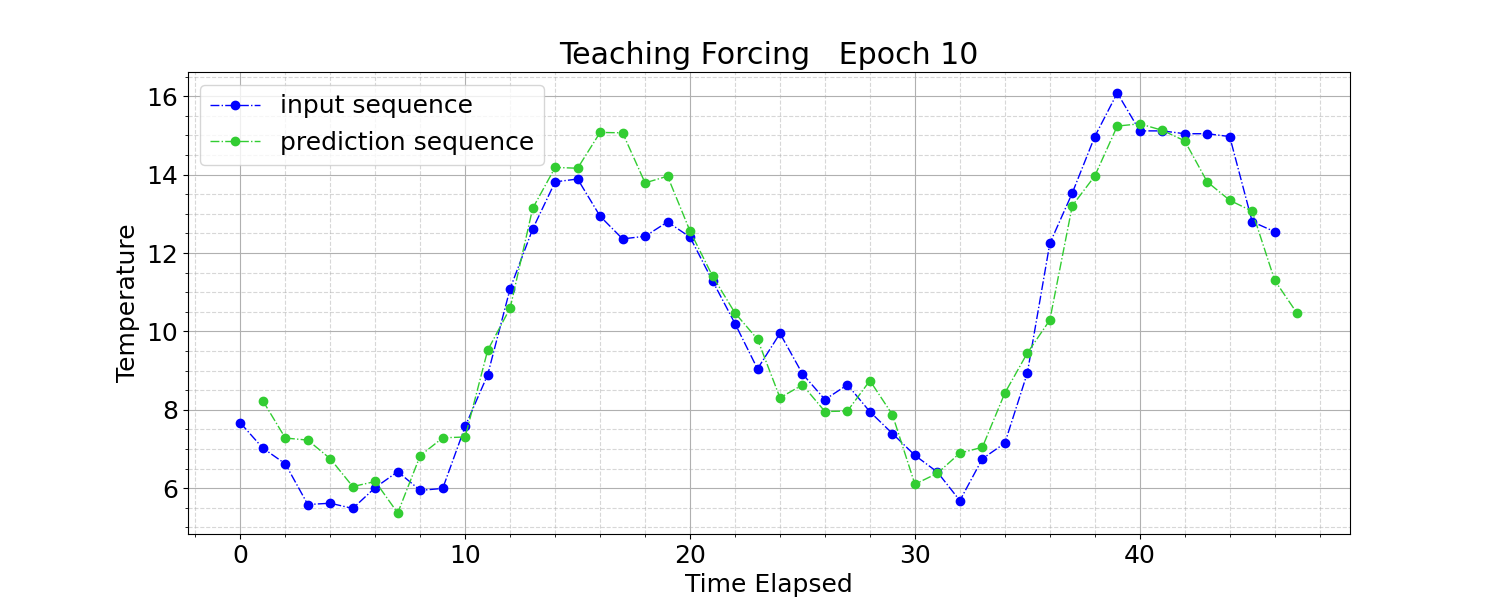 Teaching Forcing   Epoch 10
input sequence
prediction sequence
Temperature
16
14
12
10
8
6
0 10 20 30 40
Time Elapsed